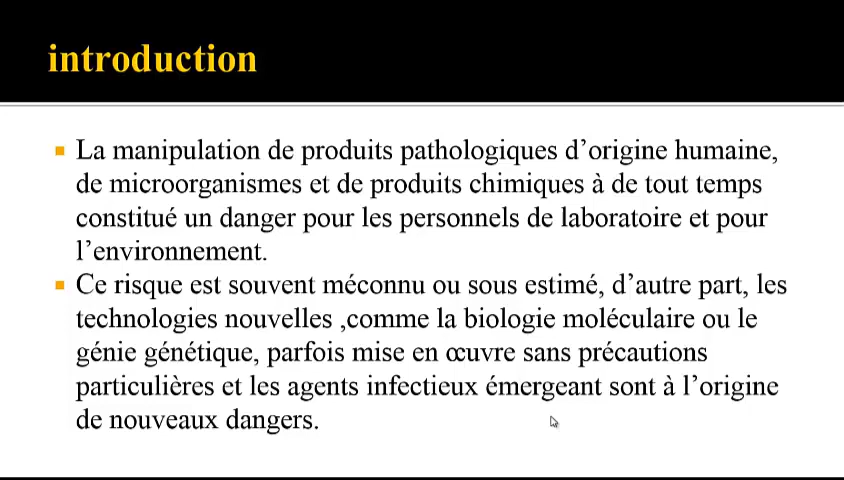 introduction
La manipulation de produits pathologiques d’origine humaine,
de microorganismes et de produits chimiques à de tout temps
constitué un danger pour les personnels de laboratoire et pour
l’environnement.
Ce risque est souvent méconnu ou sous estimé, d’autre part, les
technologies nouvelles ,comme la biologie moléculaire ou le
génie génétique, parfois mise en œuvre sans précautions
particulières et les agents infectieux émergeant sont à l’origine
de nouveaux dangers.